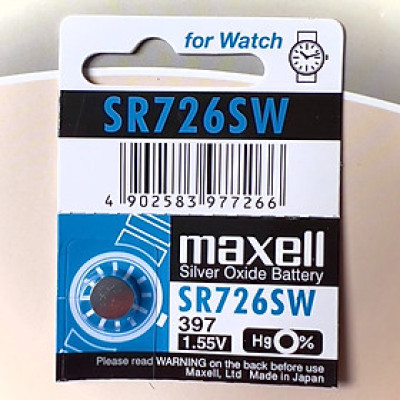 for Watch
SR726SW
4 902583 977266
maxell
Silver Oxide Battery
SR726SW
397
1.55V Hg 0%
Please read WARNING on the back before use
Maxell, Ltd Made in Japan